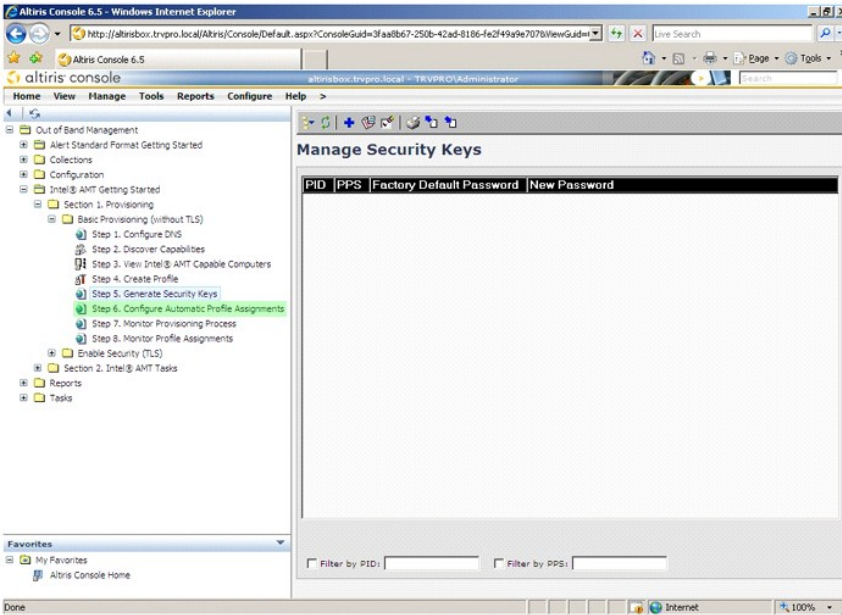 Altiris Console 6.5 - Windows Internet Explorer
http://altirisbox.trvpro.local/Altiris/Console/Default.aspx?ConsoleGuid=3faa8b67-250b-42ad-8186-fe2f49a9e707&ViewGuid=
Live Search
Altiris Console 6.5
Page
Tools
altiris console
altirisbox.trvpro.local - TRVPRO\Administrator
Search
Home View Manage Tools Reports Configure Help >
Out of Band Management
Alert Standard Format Getting Started
Collections
Configuration
Intel® AMT Getting Started
Section 1. Provisioning
Basic Provisioning (without TLS)
Step 1. Configure DNS
Step 2. Discover Capabilities
Step 3. View Intel® AMT Capable Computers
Step 4. Create Profile
Step 5. Generate Security Keys
Step 6. Configure Automatic Profile Assignments
Step 7. Monitor Provisioning Process
Step 8. Monitor Profile Assignments
Enable Security (TLS)
Section 2. Intel® AMT Tasks
Reports
Tasks
Manage Security Keys
PID PPS Factory Default Password New Password
Filter by PID:
Filter by PPS:
Favorites
My Favorites
Altiris Console Home
Done
Internet
100%